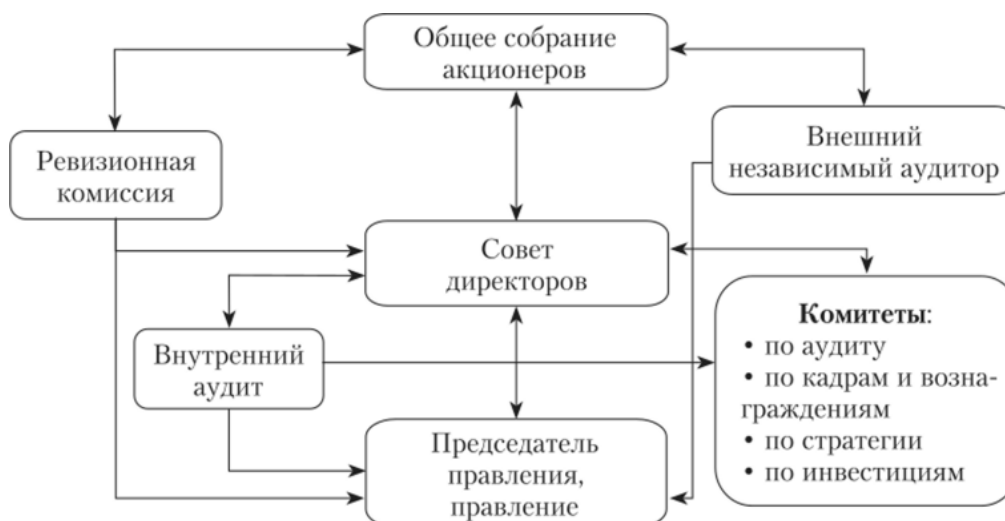 Общее собрание
акционеров
Ревизионная
комиссия
Внешний
независимый аудитор
Совет
директоров
Внутренний
аудит
Комитеты:
• по аудиту
• по кадрам и возна-
граждениям
• по стратегии
• по инвестициям
Председатель
правления,
правление